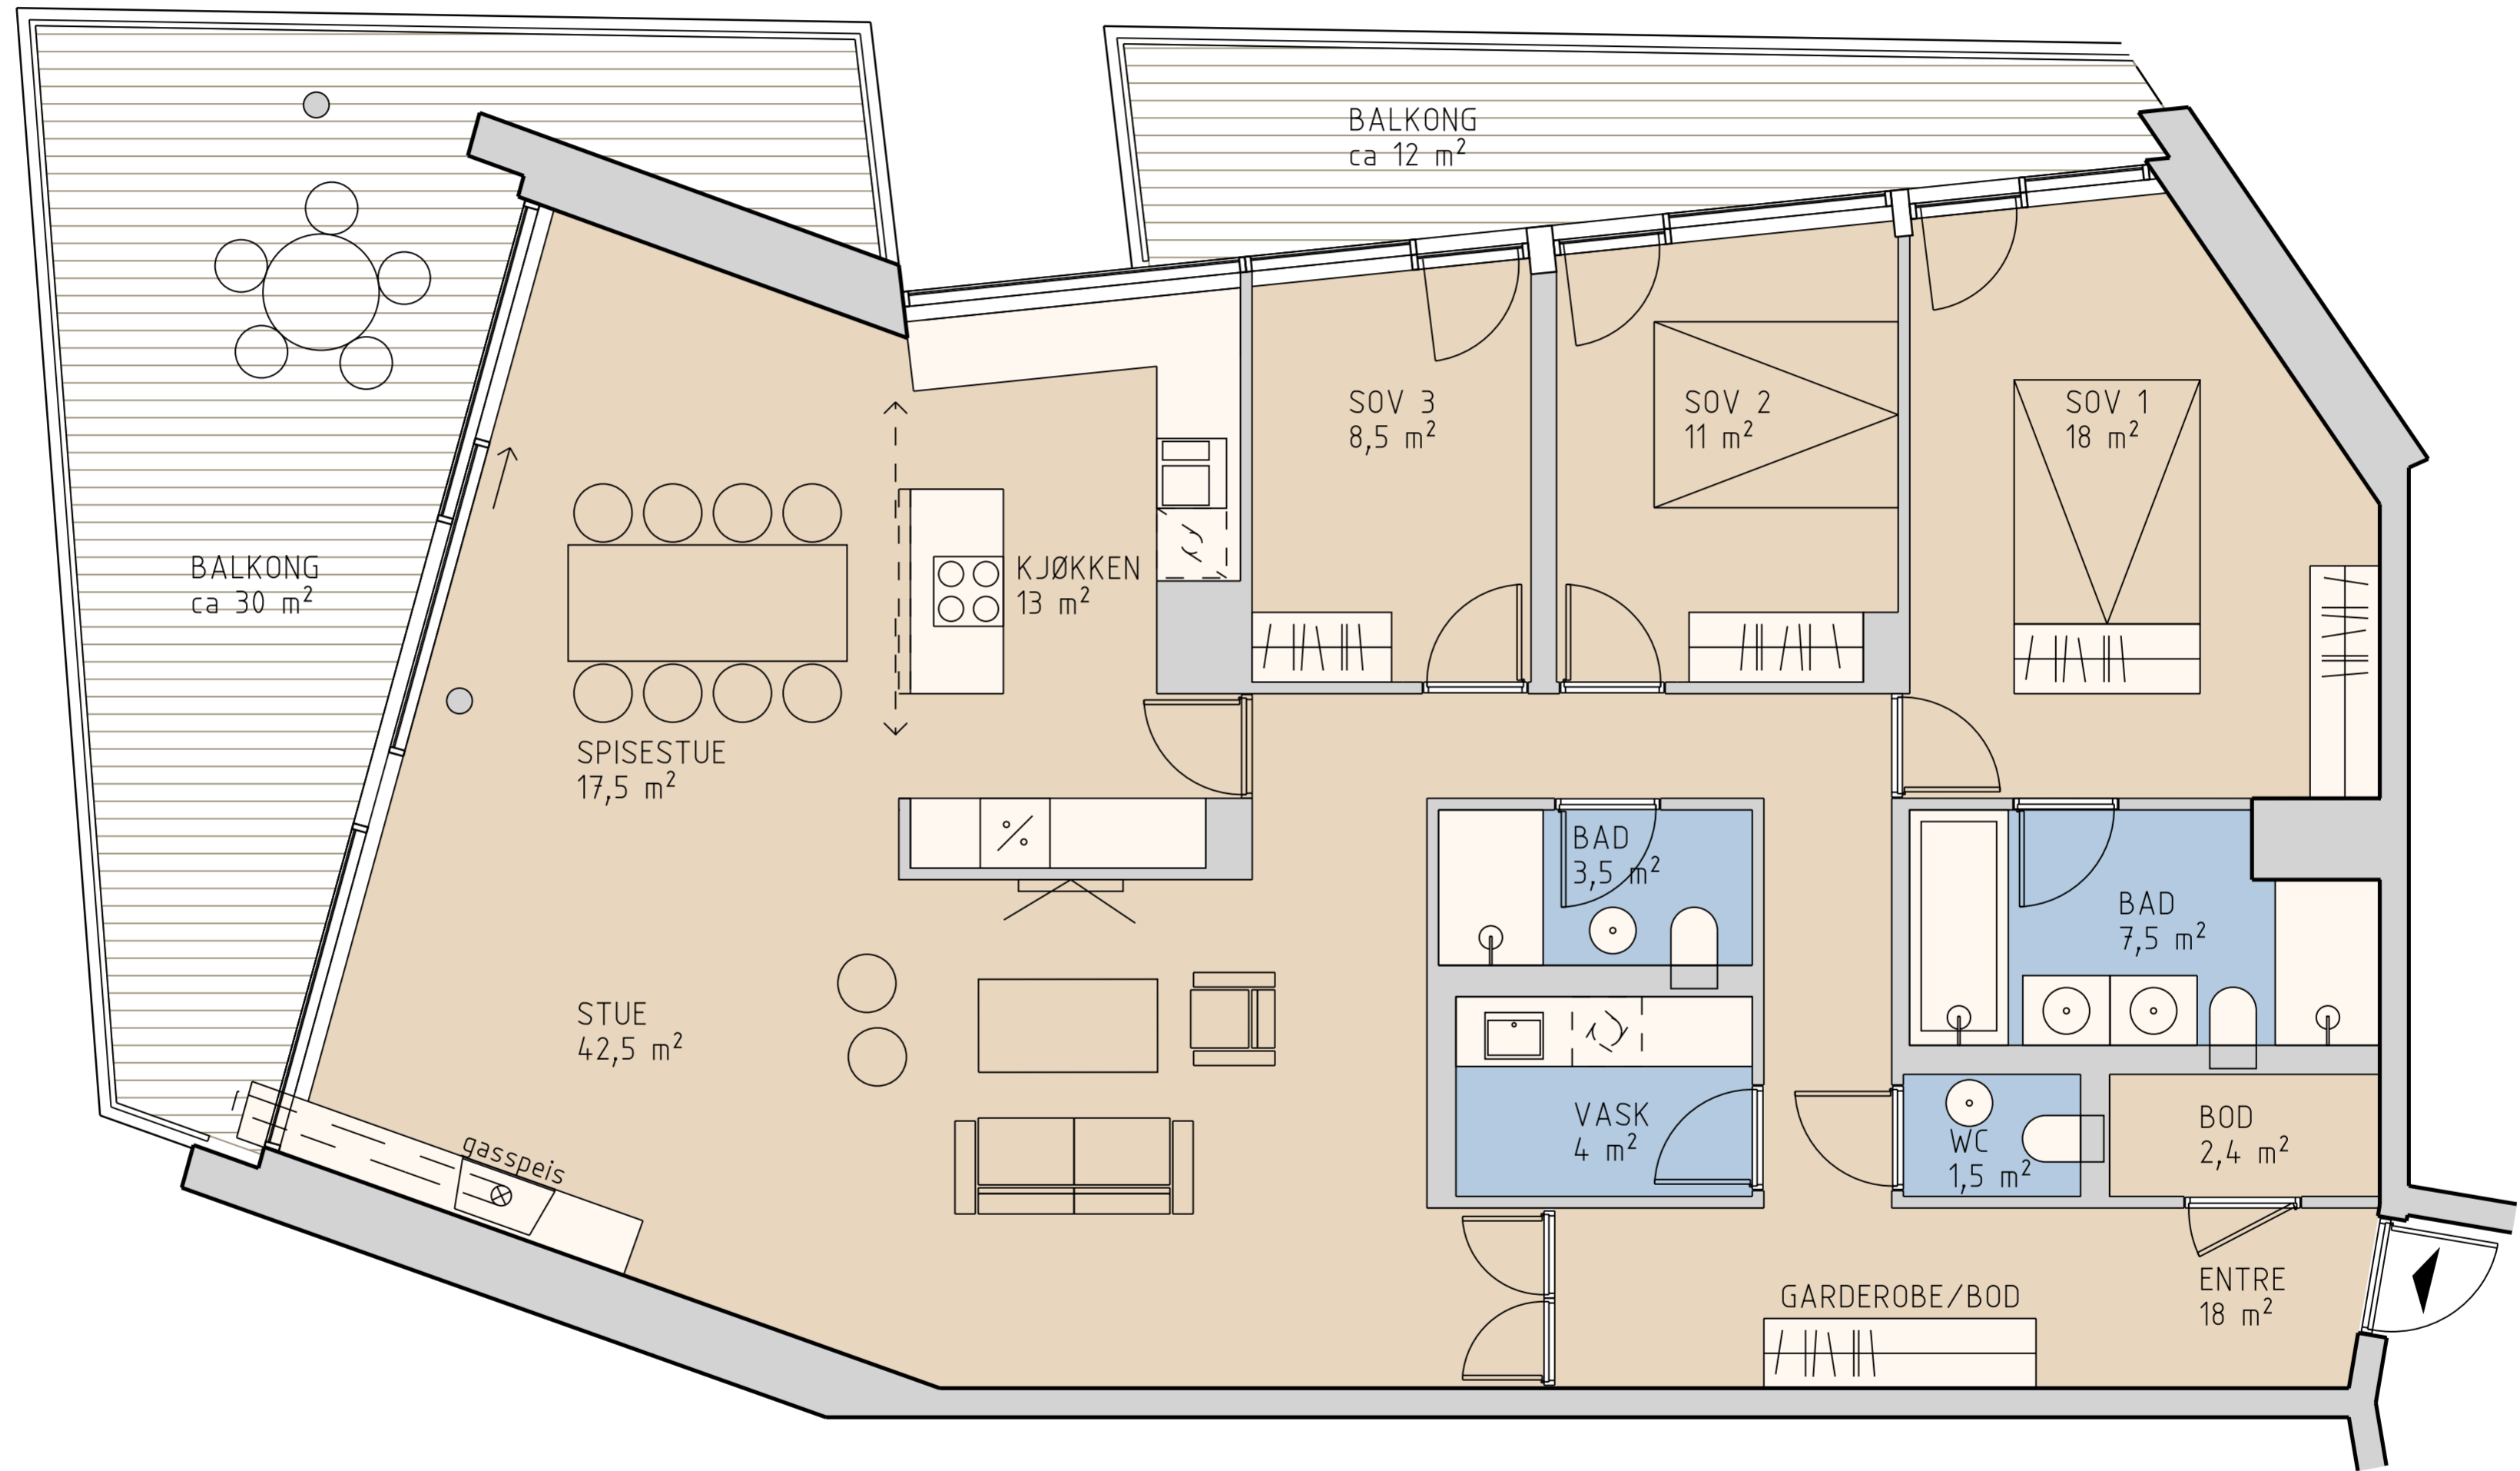 BALKONG
ca 12 m²
SOV 3
8,5 m²
SOV 2
11 m²
SOV 1
18 m²
BALKONG
ca 30 m²
KJØKKEN
13 m²
SPISESTUE
17,5 m²
BAD
3,5 m²
BAD
7,5 m²
STUE
42,5 m²
VASK
4 m²
WC
1,5 m²
BOD
2,4 m²
gasspeis
GARDEROBE/BOD
ENTRE
18 m²